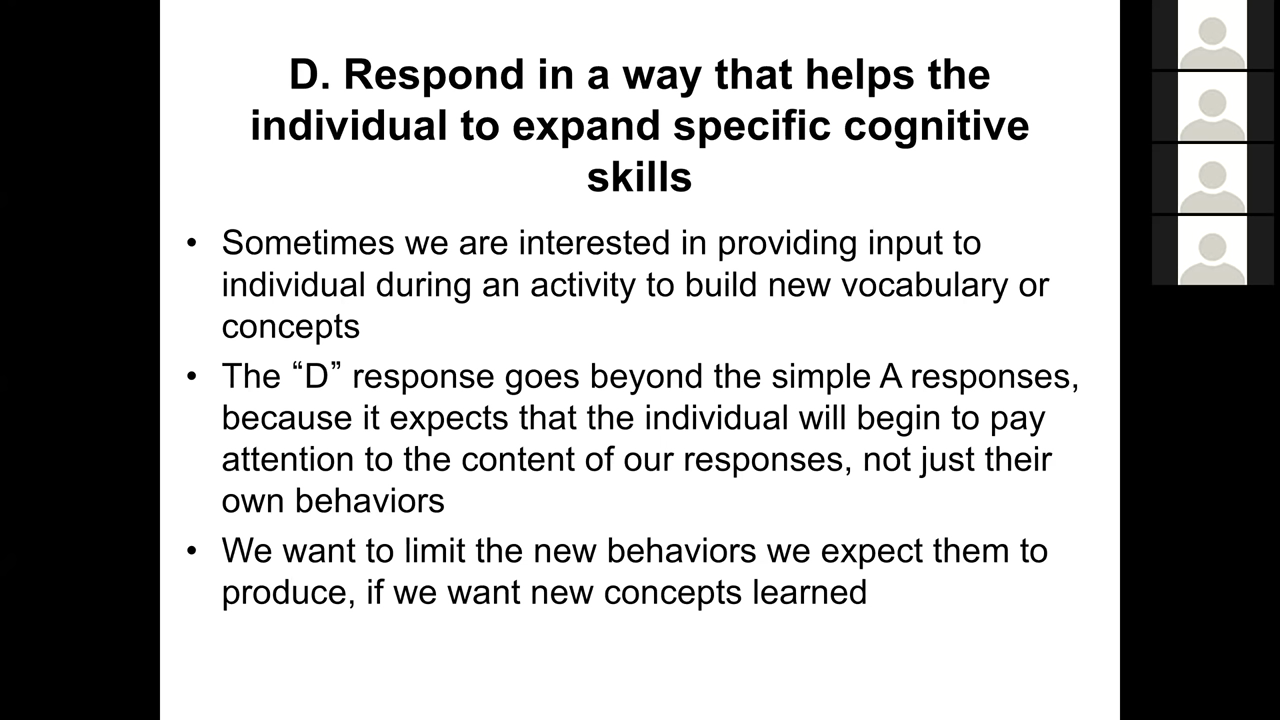 D. Respond in a way that helps the
individual to expand specific cognitive
skills
• Sometimes we are interested in providing input to
individual during an activity to build new vocabulary or
concepts
• The “D” response goes beyond the simple A responses,
because it expects that the individual will begin to pay
attention to the content of our responses, not just their
own behaviors
• We want to limit the new behaviors we expect them to
produce, if we want new concepts learned